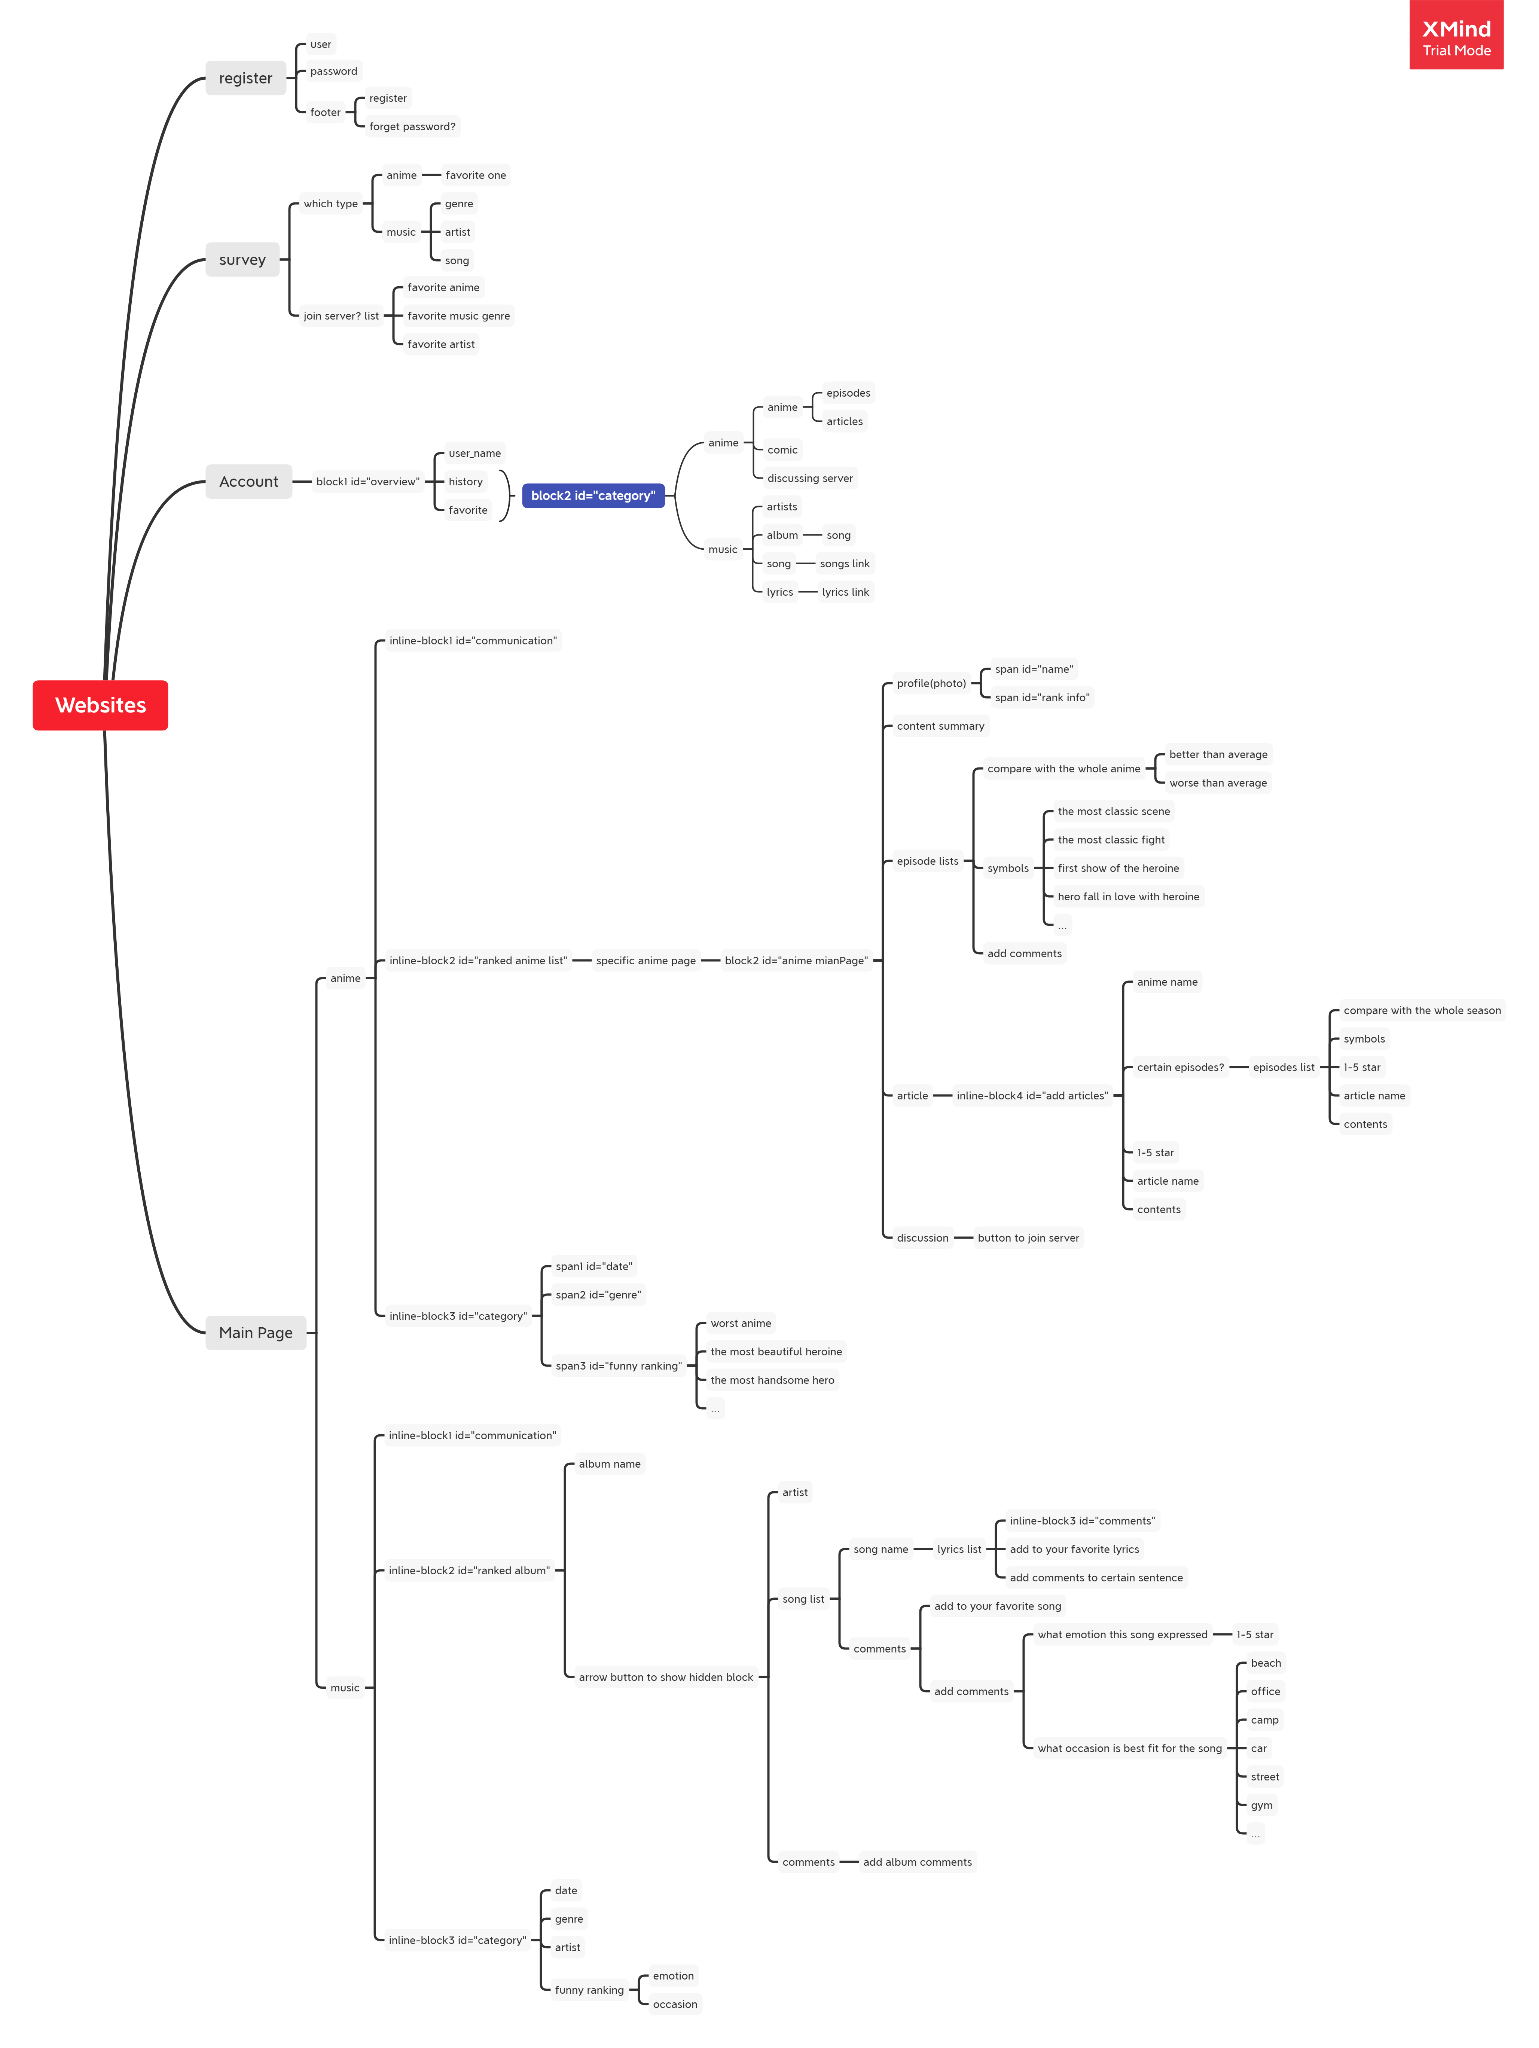 XMind
Trial Mode
Websites
register
user
password
footer
register
forget password?
survey
which type
anime
favorite one
music
genre
artist
song
join server? list
favorite anime
favorite music genre
favorite artist
Account
block1 id="overview"
user_name
history
favorite
block2 id="category"
anime
anime
episodes
articles
comic
discussing server
music
artists
album
song
song
songs link
lyrics
lyrics link
Main Page
anime
inline-block1 id="communication"
inline-block2 id="ranked anime list"
specific anime page
block2 id="anime mianPage"
profile(photo)
span id="name"
span id="rank info"
content summary
episode lists
compare with the whole anime
better than average
worse than average
symbols
the most classic scene
the most classic fight
first show of the heroine
hero fall in love with heroine
...
add comments
article
inline-block4 id="add articles"
anime name
certain episodes?
episodes list
compare with the whole season
symbols
1-5 star
article name
contents
1-5 star
article name
contents
discussion
button to join server
inline-block3 id="category"
span1 id="date"
span2 id="genre"
span3 id="funny ranking"
worst anime
the most beautiful heroine
the most handsome hero
...
music
inline-block1 id="communication"
inline-block2 id="ranked album"
album name
arrow button to show hidden block
artist
song list
song name
lyrics list
inline-block3 id="comments"
add to your favorite lyrics
add comments to certain sentence
comments
add to your favorite song
add comments
what emotion this song expressed
1-5 star
what occasion is best fit for the song
beach
office
camp
car
street
gym
...
comments
add album comments
inline-block3 id="category"
date
genre
artist
funny ranking
emotion
occasion